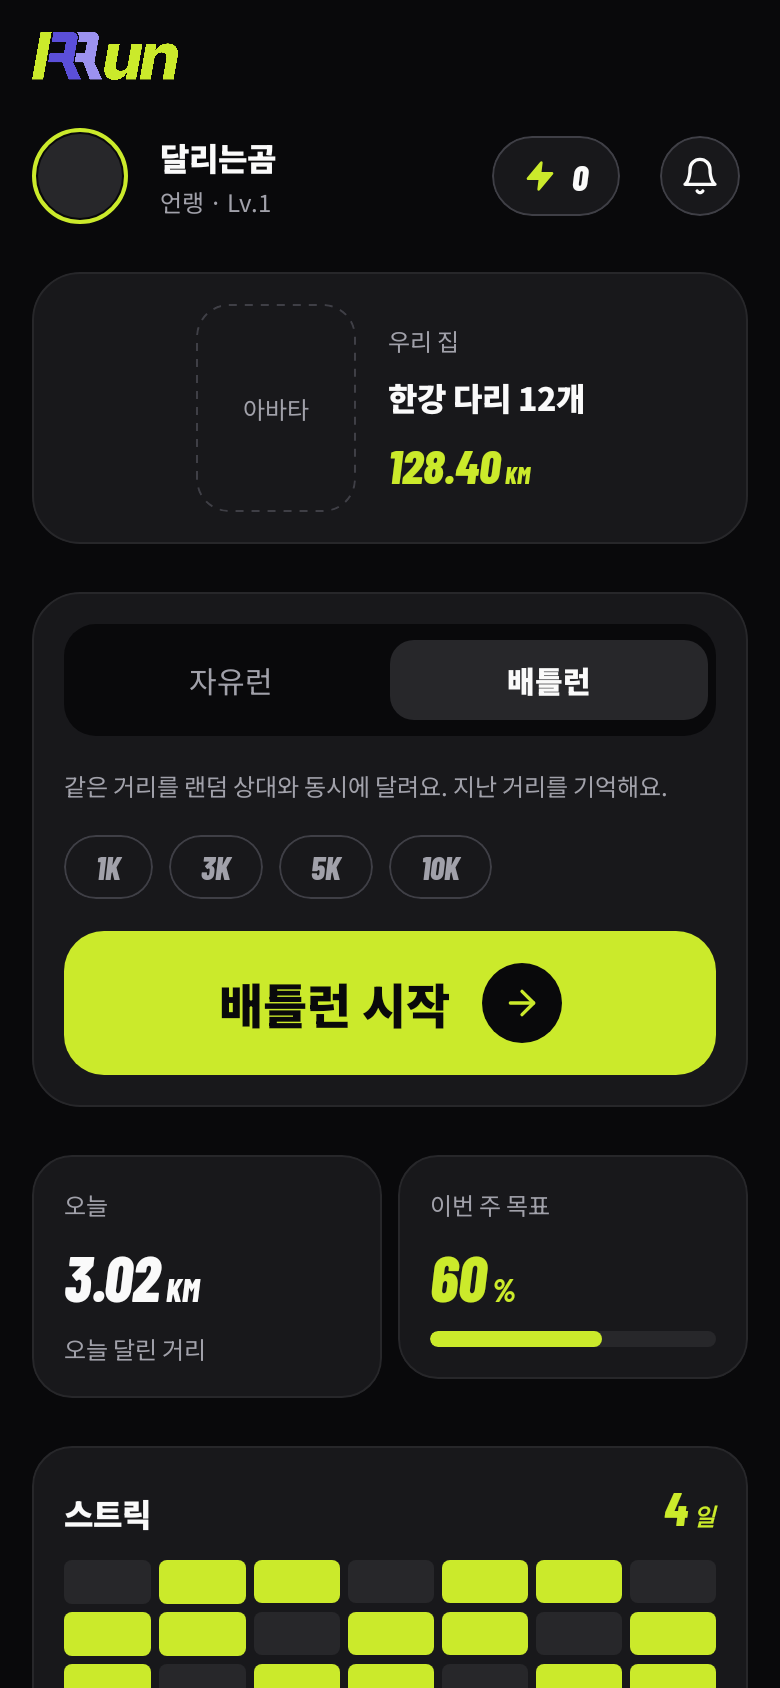 RRun
달리는곰
언랭 · Lv.1
0
아바타
우리 집
한강 다리 12개
128.40 KM
자유런
배틀런
같은 거리를 랜덤 상대와 동시에 달려요. 지난 거리를 기억해요.
1K 3K 5K 10K
배틀런 시작
오늘
3.02 KM
오늘 달린 거리
이번 주 목표
60 %
스트릭
4 일